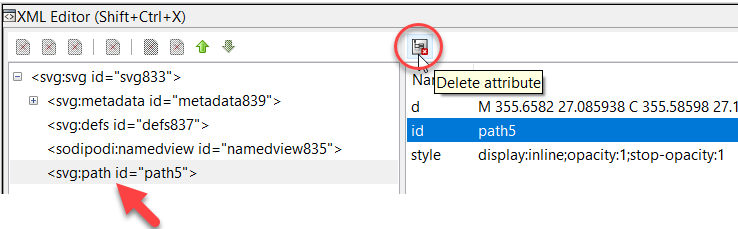 XML Editor (Shift+Ctrl+X)
<svg:svg id="svg833">
<svg:metadata id="metadata839">
<svg:defs id="defs837">
<sodipodi:namedview id="namedview835">
<svg:path id="path5">
Delete attribute
d M 355.6582 27.085938 C 355.58598 27.1
id path5
style display:inline;opacity:1;stop-opacity:1